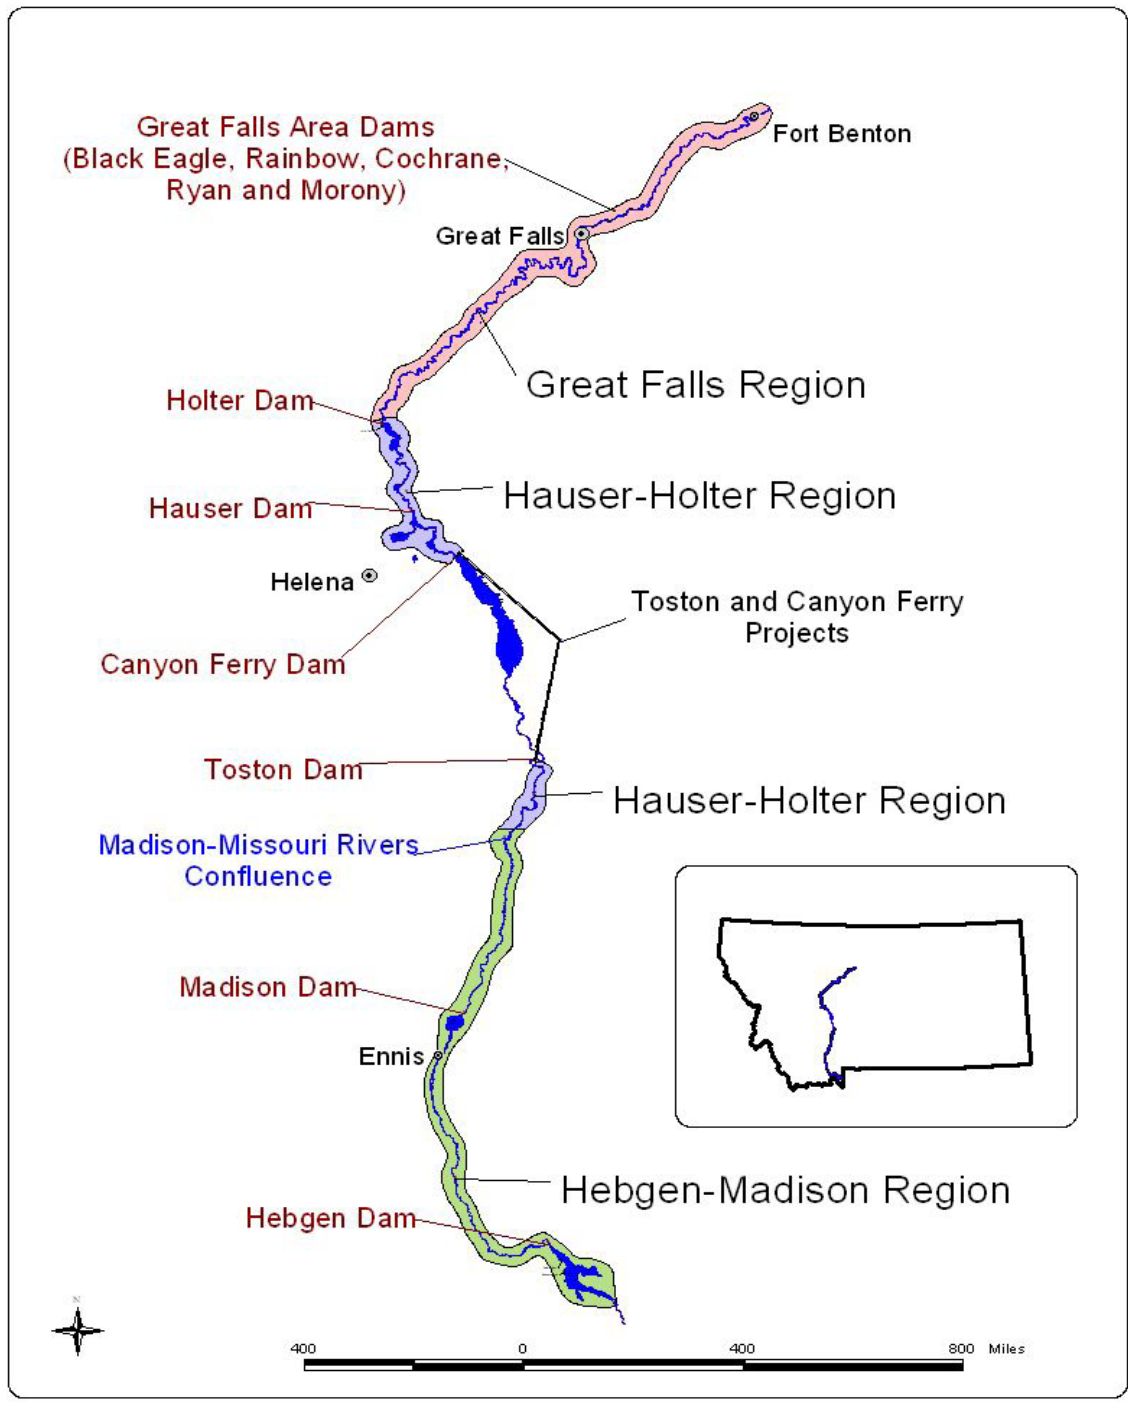 Great Falls Area Dams
(Black Eagle, Rainbow, Cochrane,
Ryan and Morony)
Fort Benton
Great Falls
Great Falls Region
Holter Dam
Hauser-Holter Region
Hauser Dam
Helena
Toston and Canyon Ferry
Projects
Canyon Ferry Dam
Toston Dam
Hauser-Holter Region
Madison-Missouri Rivers
Confluence
Madison Dam
Ennis
Hebgen-Madison Region
Hebgen Dam
N
400 0 400 800 Miles